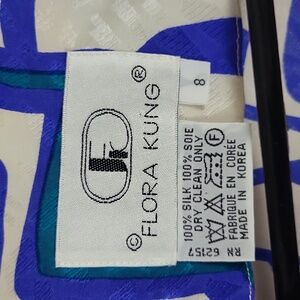 © FLORA KUNG ®
8
100% SILK 100% SOIE
DRY CLEAN ONLY
F
FABRIQUE EN COREE
MADE IN KOREA
RN 62157